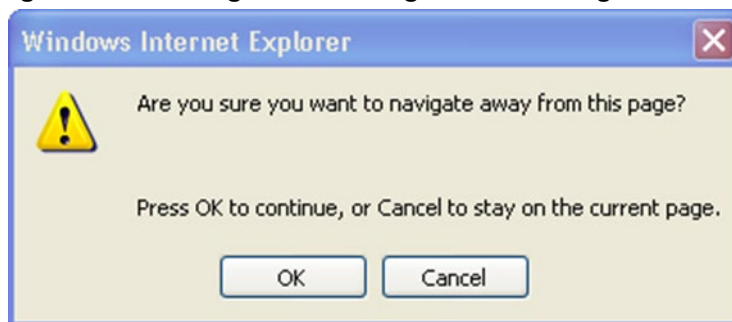 Windows Internet Explorer
Are you sure you want to navigate away from this page?
Press OK to continue, or Cancel to stay on the current page.
OK
Cancel